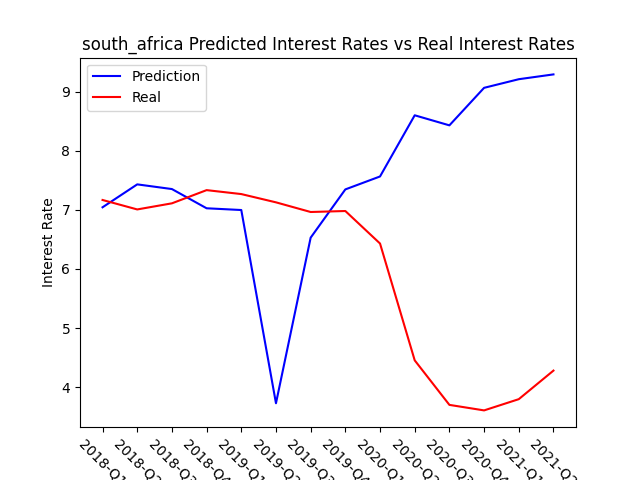 south_africa Predicted Interest Rates vs Real Interest Rates
Prediction
Real
Interest Rate
9
8
7
6
5
4
2018-Q1
2018-Q2
2018-Q3
2018-Q4
2019-Q1
2019-Q2
2019-Q3
2019-Q4
2020-Q1
2020-Q2
2020-Q3
2020-Q4
2021-Q1
2021-Q2